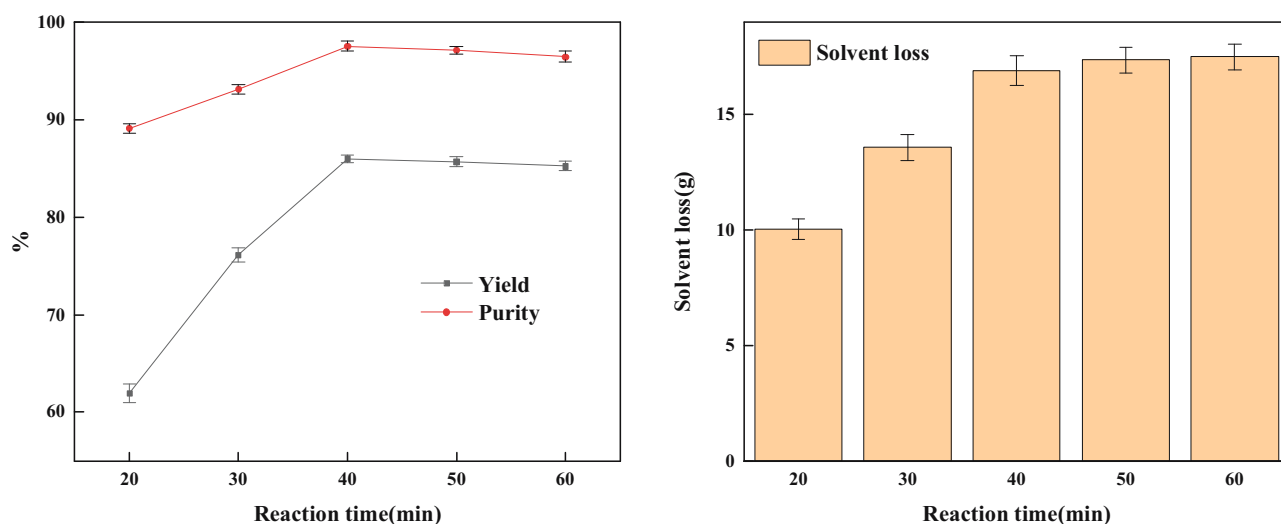 100
90
80
70
60
%
Yield
Purity
20 30 40 50 60
Reaction time(min)
Solvent loss
15
10
5
0
Solvent loss(g)
20 30 40 50 60
Reaction time(min)